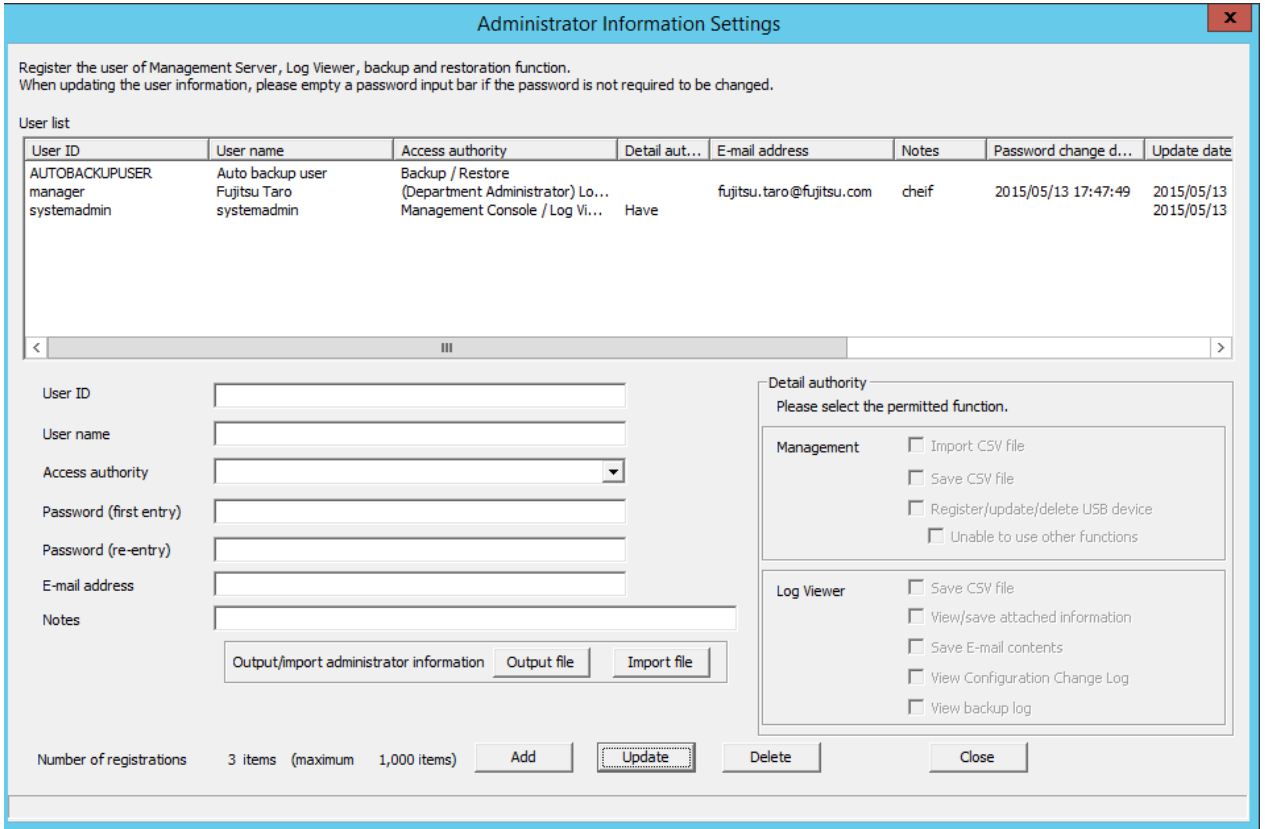 Administrator Information Settings
x
Register the user of Management Server, Log Viewer, backup and restoration function.
When updating the user information, please empty a password input bar if the password is not required to be changed.
User list
User ID User name Access authority Detail aut... E-mail address Notes Password change d... Update date
AUTOBACKUPUSER Auto backup user Backup / Restore
manager Fujitsu Taro (Department Administrator) Lo... fujitsu.taro@fujitsu.com cheif 2015/05/13 17:47:49 2015/05/13
systemadmin systemadmin Management Console / Log Vi... Have 2015/05/13
User ID
User name
Access authority
Password (first entry)
Password (re-entry)
E-mail address
Notes
Output/import administrator information Output file Import file
Detail authority
Please select the permitted function.
Management Import CSV file
Save CSV file
Register/update/delete USB device
Unable to use other functions
Log Viewer Save CSV file
View/save attached information
Save E-mail contents
View Configuration Change Log
View backup log
Number of registrations 3 items (maximum 1,000 items) Add Update Delete Close